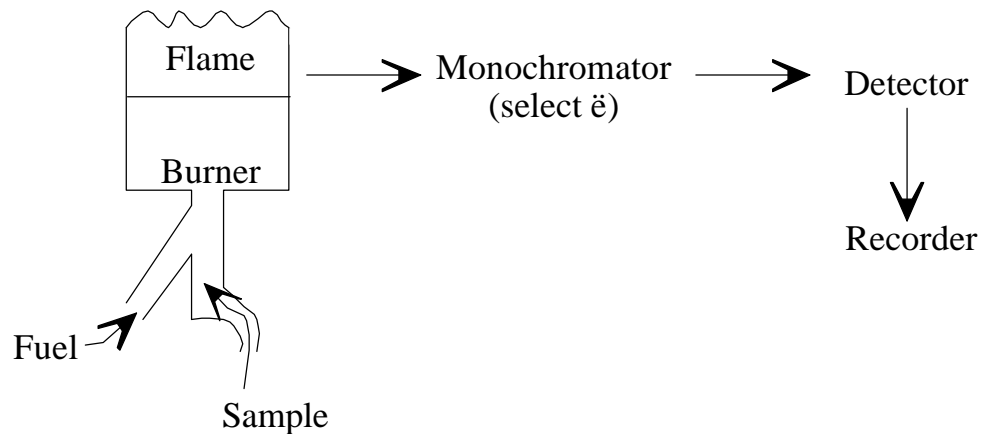 Flame
Monochromator
(select ë)
Detector
Burner
Recorder
Fuel
Sample